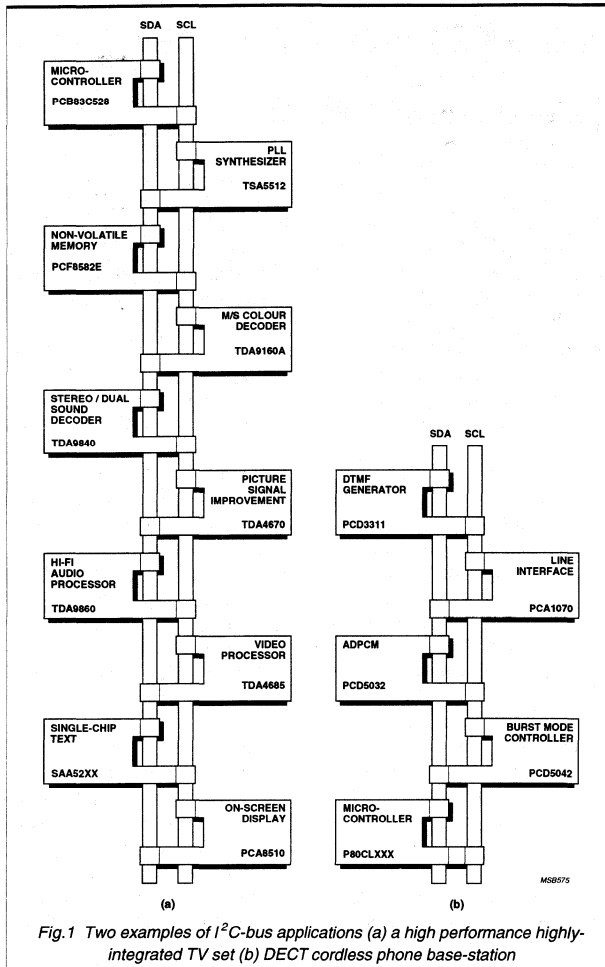 SDA SCL
MICRO-
CONTROLLER
PCB83C528
PLL
SYNTHESIZER
TSA5512
NON-VOLATILE
MEMORY
PCF8582E
M/S COLOUR
DECODER
TDA9160A
STEREO / DUAL
SOUND
DECODER
TDA9840
PICTURE
SIGNAL
IMPROVEMENT
TDA4670
HI-FI
AUDIO
PROCESSOR
TDA9860
VIDEO
PROCESSOR
TDA4685
SINGLE-CHIP
TEXT
SAA52XX
ON-SCREEN
DISPLAY
PCA8510
(a)
SDA SCL
DTMF
GENERATOR
PCD3311
LINE
INTERFACE
PCA1070
ADPCM
PCD5032
BURST MODE
CONTROLLER
PCD5042
MICRO-
CONTROLLER
P80CLXXX
MSB575
(b)
Fig.1 Two examples of I²C-bus applications (a) a high performance highly-
integrated TV set (b) DECT cordless phone base-station